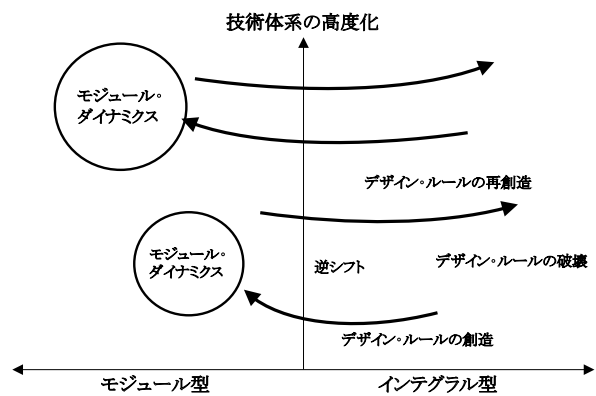 技術体系の高度化
モジュール・
ダイナミクス
デザイン・ルールの再創造
モジュール・
ダイナミクス
逆シフト
デザイン・ルールの破壊
デザイン・ルールの創造
モジュール型
インテグラル型